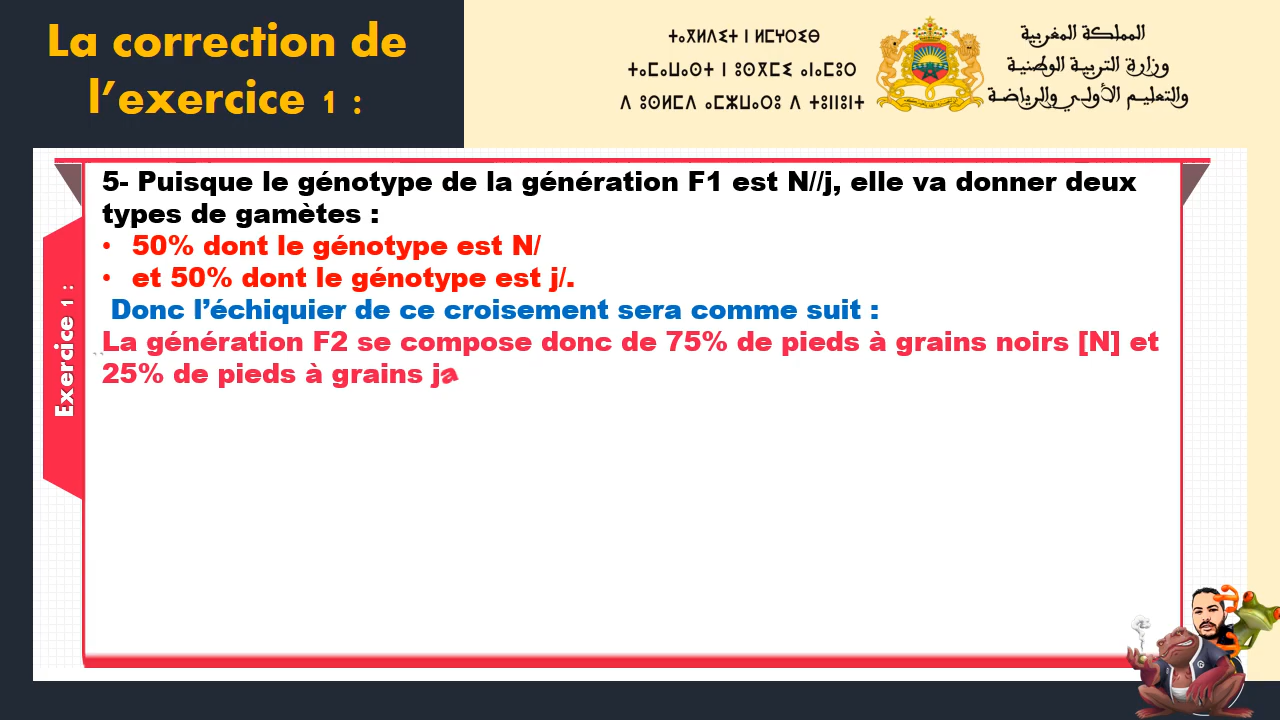 La correction de
l’exercice 1 :
ⵜⴰⴳⵍⴷⵉⵜ ⵏ ⵍⵎⵖⵔⵉⴱ
ⵜⴰⵎⴰⵡⴰⵙⵜ ⵏ ⵓⵙⴳⵎⵉ ⴰⵏⴰⵎⵓⵔ
ⴷ ⵓⵙⵍⵎⴷ ⴰⵎⵣⵡⴰⵔⵓ ⴷ ⵜⵓⵏⵏⵓⵏⵜ
المملكة المغربية
وزارة التربية الوطنية
والتعليم الأولي والرياضة
5- Puisque le génotype de la génération F1 est N//j, elle va donner deux
types de gamètes :
• 50% dont le génotype est N/
• et 50% dont le génotype est j/.
Donc l’échiquier de ce croisement sera comme suit :
La génération F2 se compose donc de 75% de pieds à grains noirs [N] et
25% de pieds à grains ja
Exercice 1 :